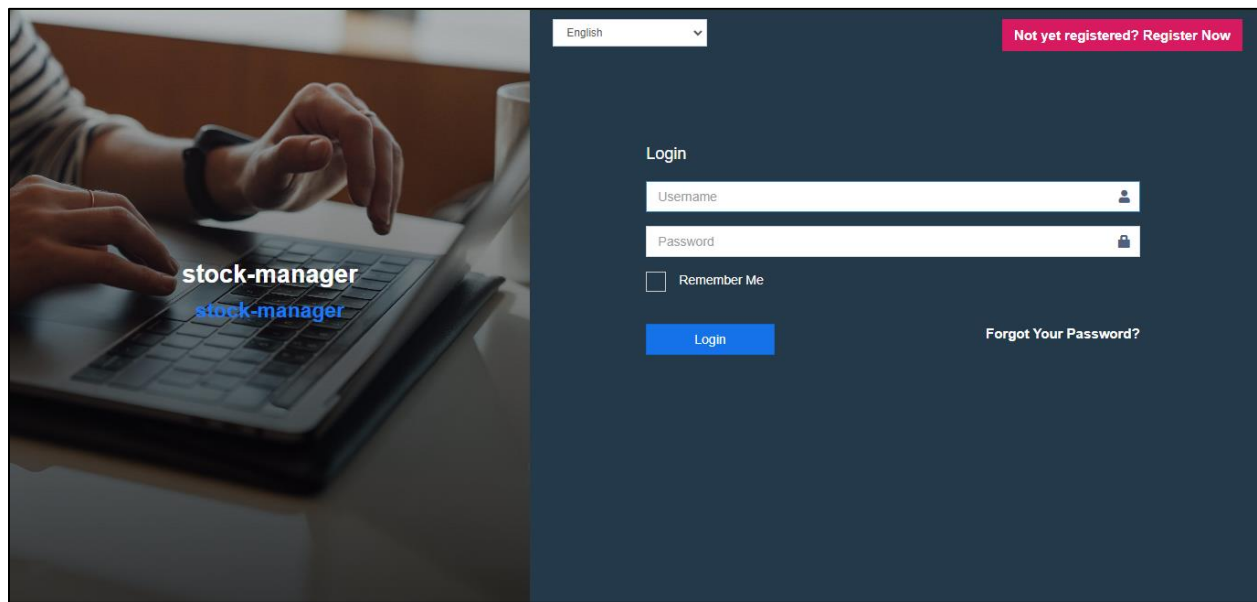 English
Not yet registered? Register Now
stock-manager
stock-manager
Login
Username
Password
Remember Me
Login
Forgot Your Password?